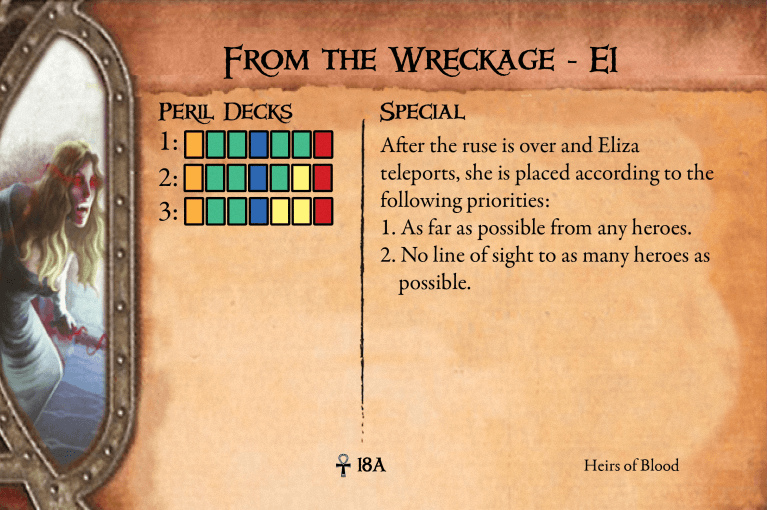 From the Wreckage - E1
Peril Decks
1:
2:
3:
Special
After the ruse is over and Eliza
teleports, she is placed according to the
following priorities:
1. As far as possible from any heroes.
2. No line of sight to as many heroes as
possible.
18A
Heirs of Blood